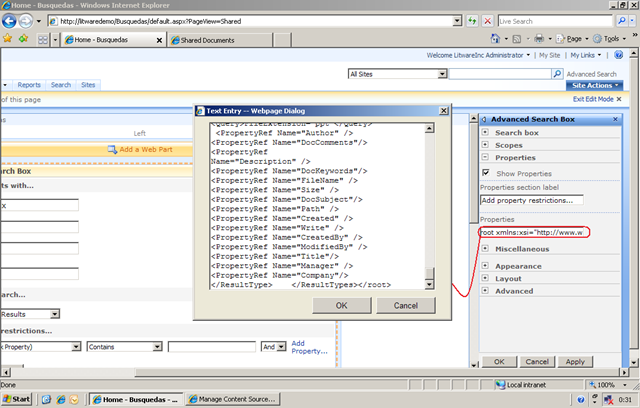 Home - Busquedas - Windows Internet Explorer
http://litwaredemo/Busquedas/default.aspx?PageView=Shared
Home - Busquedas
Shared Documents
Page
Tools
Welcome LitwareInc Administrator
My Site
My Links
All Sites
Advanced Search
Reports
Search
Sites
Site Actions
of this page
Exit Edit Mode
Left
Add a Web Part
Search Box
ts with...
x
earch...
Results
restrictions...
Property)
Contains
And
Add
Property...
Text Entry -- Webpage Dialog
<PropertyRef Name="Author" />
<PropertyRef Name="DocComments"/>
<PropertyRef
Name="Description" />
<PropertyRef Name="DocKeywords"/>
<PropertyRef Name="FileName" />
<PropertyRef Name="Size" />
<PropertyRef Name="DocSubject"/>
<PropertyRef Name="Path" />
<PropertyRef Name="Created" />
<PropertyRef Name="Write" />
<PropertyRef Name="CreatedBy" />
<PropertyRef Name="ModifiedBy" />
<PropertyRef Name="Title"/>
<PropertyRef Name="Manager" />
<PropertyRef Name="Company"/>
</ResultType> </ResultTypes></root>
OK
Cancel
Advanced Search Box
Search box
Scopes
Properties
Show Properties
Properties section label
Add property restrictions...
Properties
root xmlns:xsi="http://www.w
Miscellaneous
Appearance
Layout
Advanced
OK
Cancel
Apply
Done
Local intranet
100%
Start
Home - Busquedas - ...
Manage Content Source...
0:31